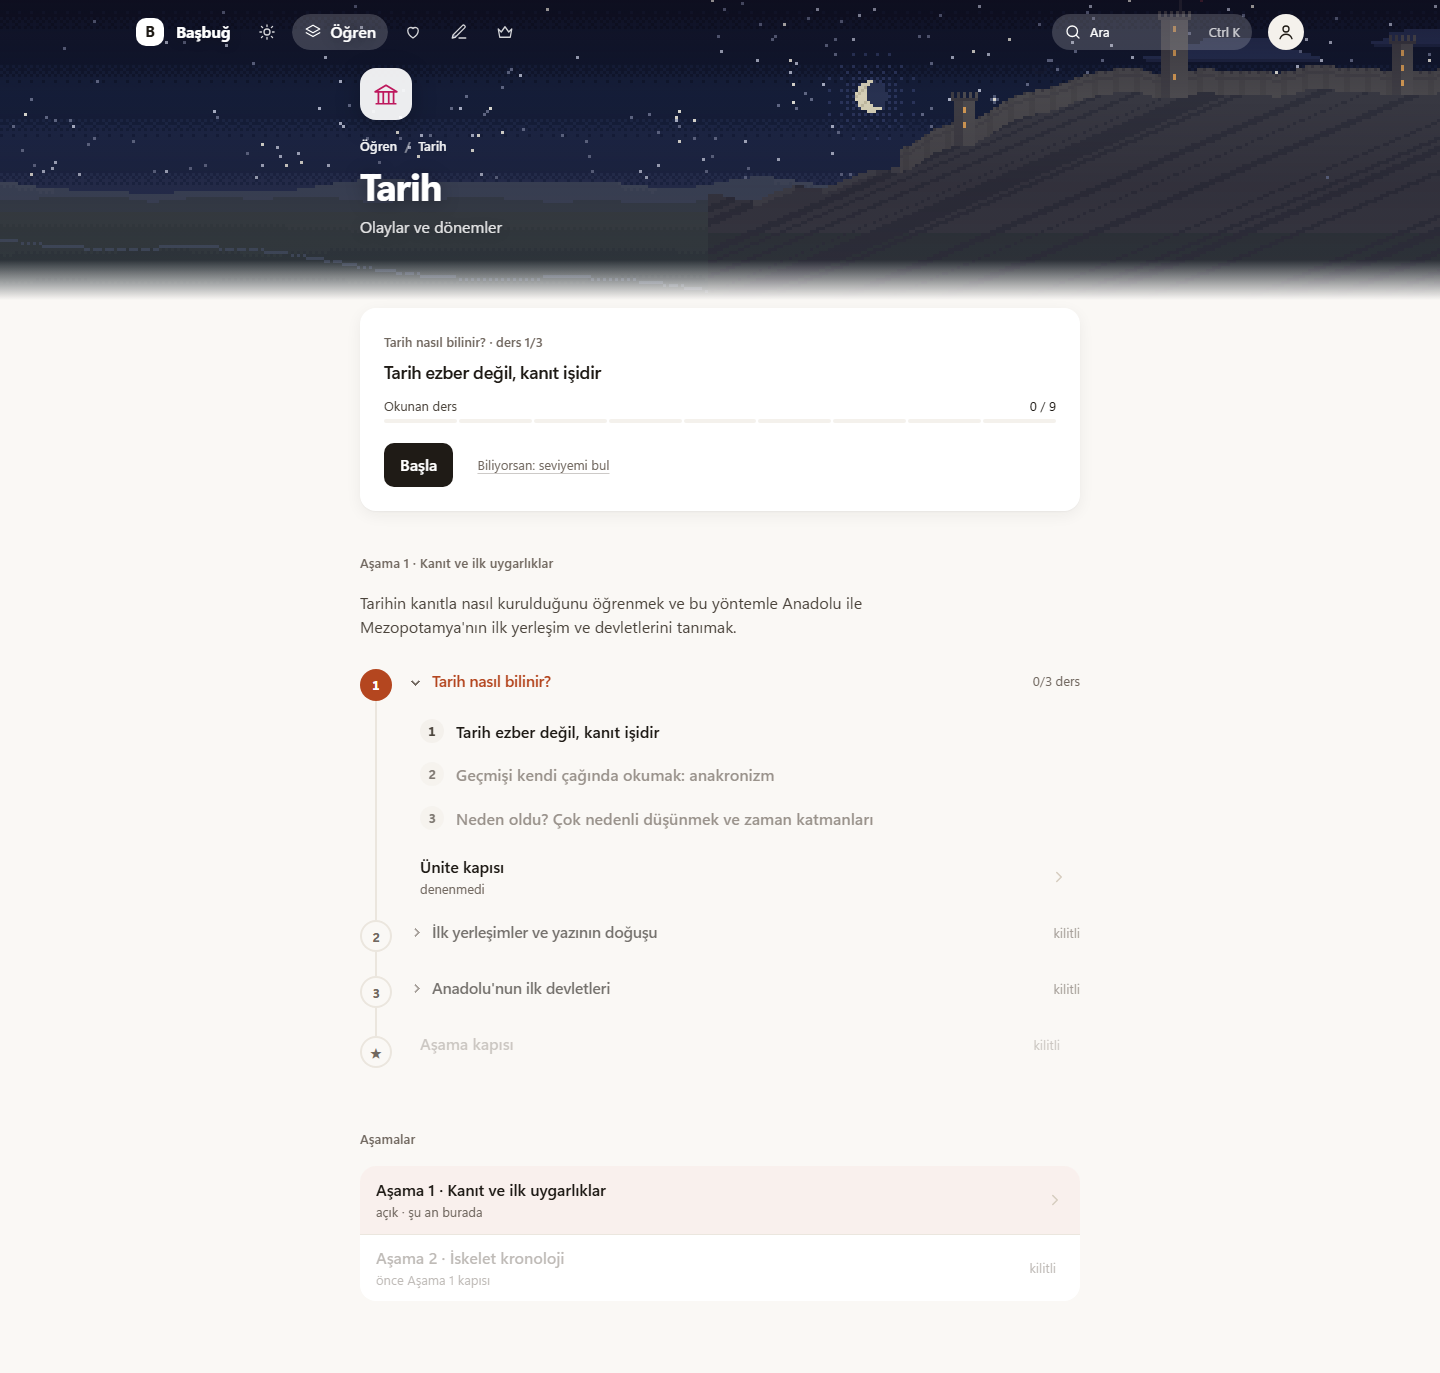 B Başbuğ Öğren Ara Ctrl K
Öğren / Tarih
Tarih
Olaylar ve dönemler
Tarih nasıl bilinir? · ders 1/3
Tarih ezber değil, kanıt işidir
Okunan ders 0 / 9
Başla Biliyorsan: seviyemi bul
Aşama 1 · Kanıt ve ilk uygarlıklar
Tarihin kanıtla nasıl kurulduğunu öğrenmek ve bu yöntemle Anadolu ile
Mezopotamya'nın ilk yerleşim ve devletlerini tanımak.
1 Tarih nasıl bilinir? 0/3 ders
1 Tarih ezber değil, kanıt işidir
2 Geçmişi kendi çağında okumak: anakronizm
3 Neden oldu? Çok nedenli düşünmek ve zaman katmanları
Ünite kapısı
denenmedi
2 İlk yerleşimler ve yazının doğuşu kilitli
3 Anadolu'nun ilk devletleri kilitli
★ Aşama kapısı kilitli
Aşamalar
Aşama 1 · Kanıt ve ilk uygarlıklar
açık · şu an burada
Aşama 2 · İskelet kronoloji kilitli
önce Aşama 1 kapısı